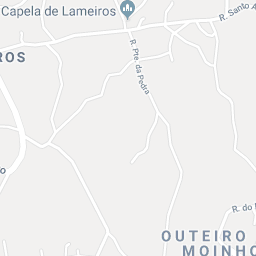 Capela de Lameiros
R. Santo A
ROS
R. Pte. da Pedra
o
R. do M
OUTEIRO
MOINHO